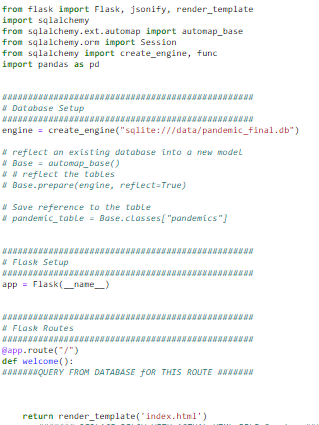 from flask import Flask, jsonify, render_template
import sqlalchemy
from sqlalchemy.ext.automap import automap_base
from sqlalchemy.orm import Session
from sqlalchemy import create_engine, func
import pandas as pd
#################################################
# Database Setup
#################################################
engine = create_engine("sqlite:///data/pandemic_final.db")
# reflect an existing database into a new model
# Base = automap_base()
# # reflect the tables
# Base.prepare(engine, reflect=True)
# Save reference to the table
# pandemic_table = Base.classes["pandemics"]
#################################################
# Flask Setup
#################################################
app = Flask(__name__)
#################################################
# Flask Routes
#################################################
@app.route("/")
def welcome():
#######QUERY FROM DATABASE fOR THIS ROUTE #######
return render_template('index.html')